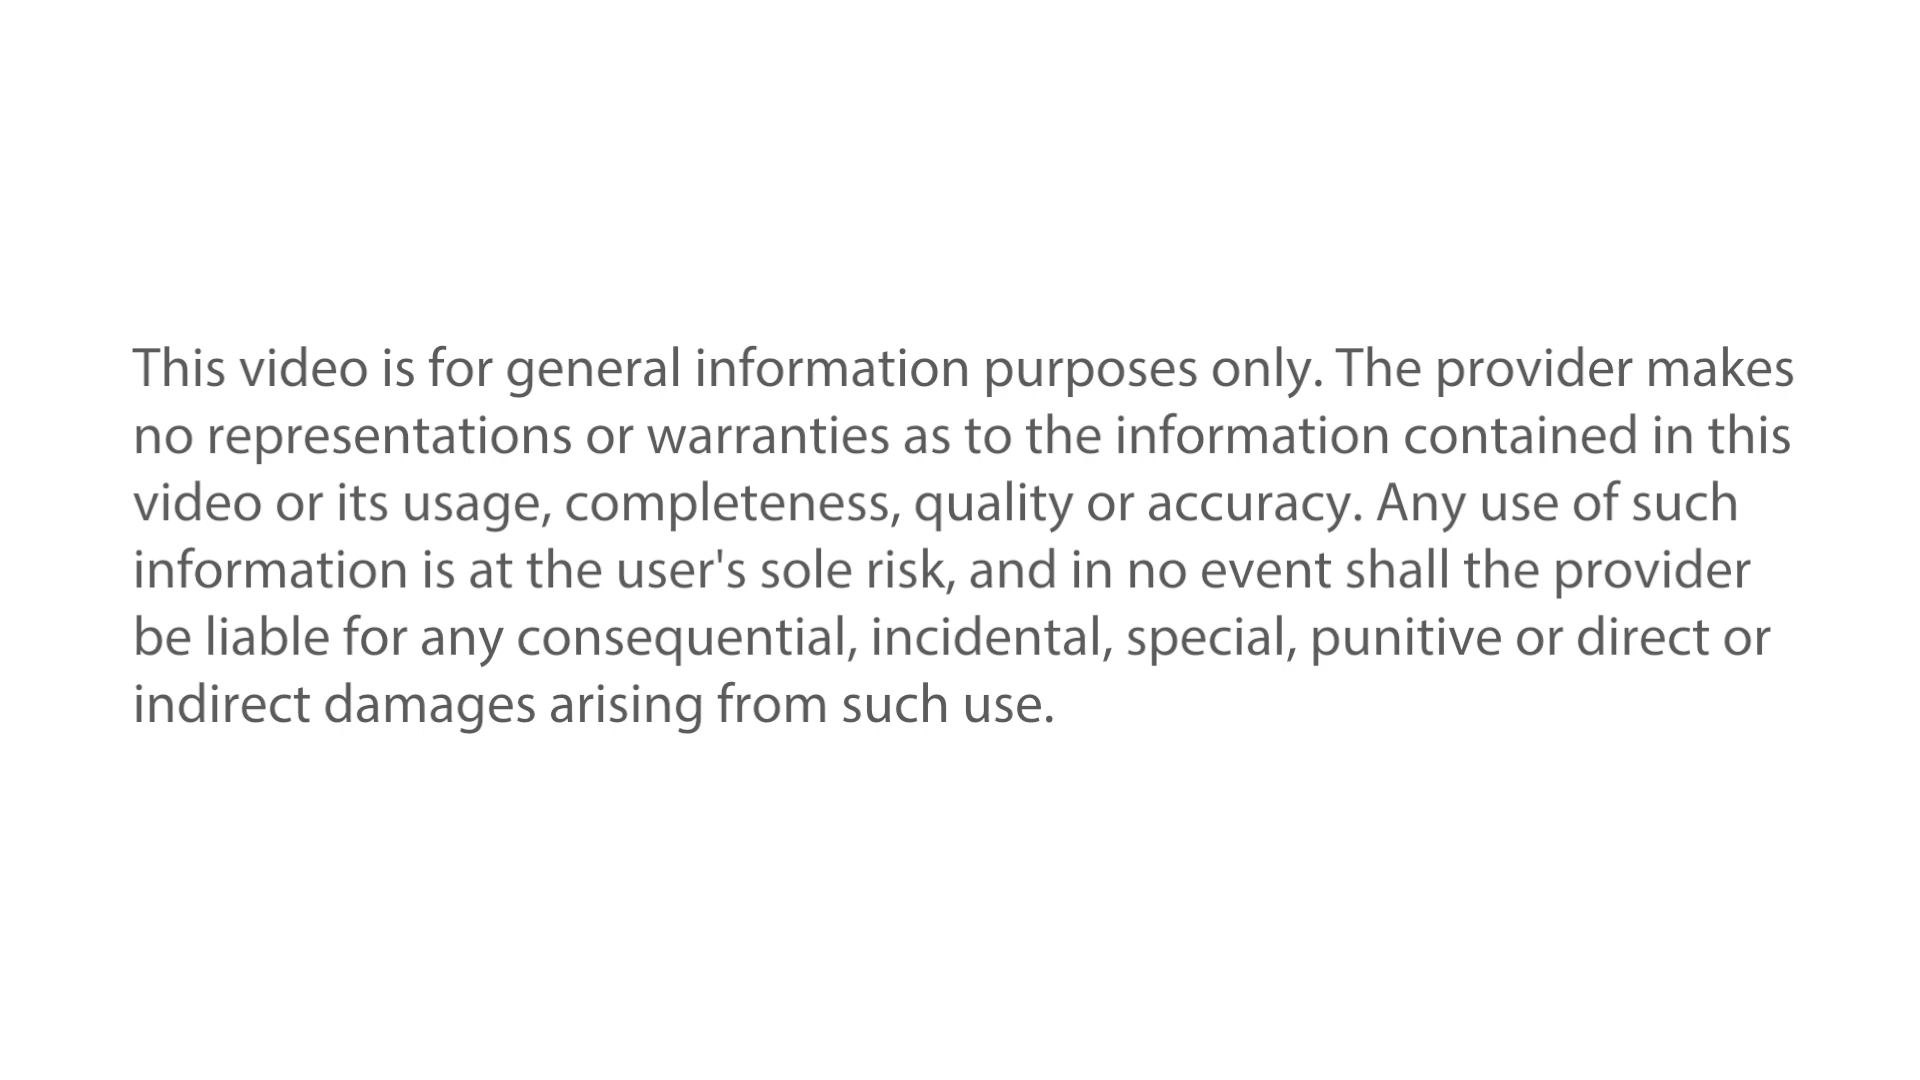 This video is for general information purposes only. The provider makes
no representations or warranties as to the information contained in this
video or its usage, completeness, quality or accuracy. Any use of such
information is at the user's sole risk, and in no event shall the provider
be liable for any consequential, incidental, special, punitive or direct or
indirect damages arising from such use.